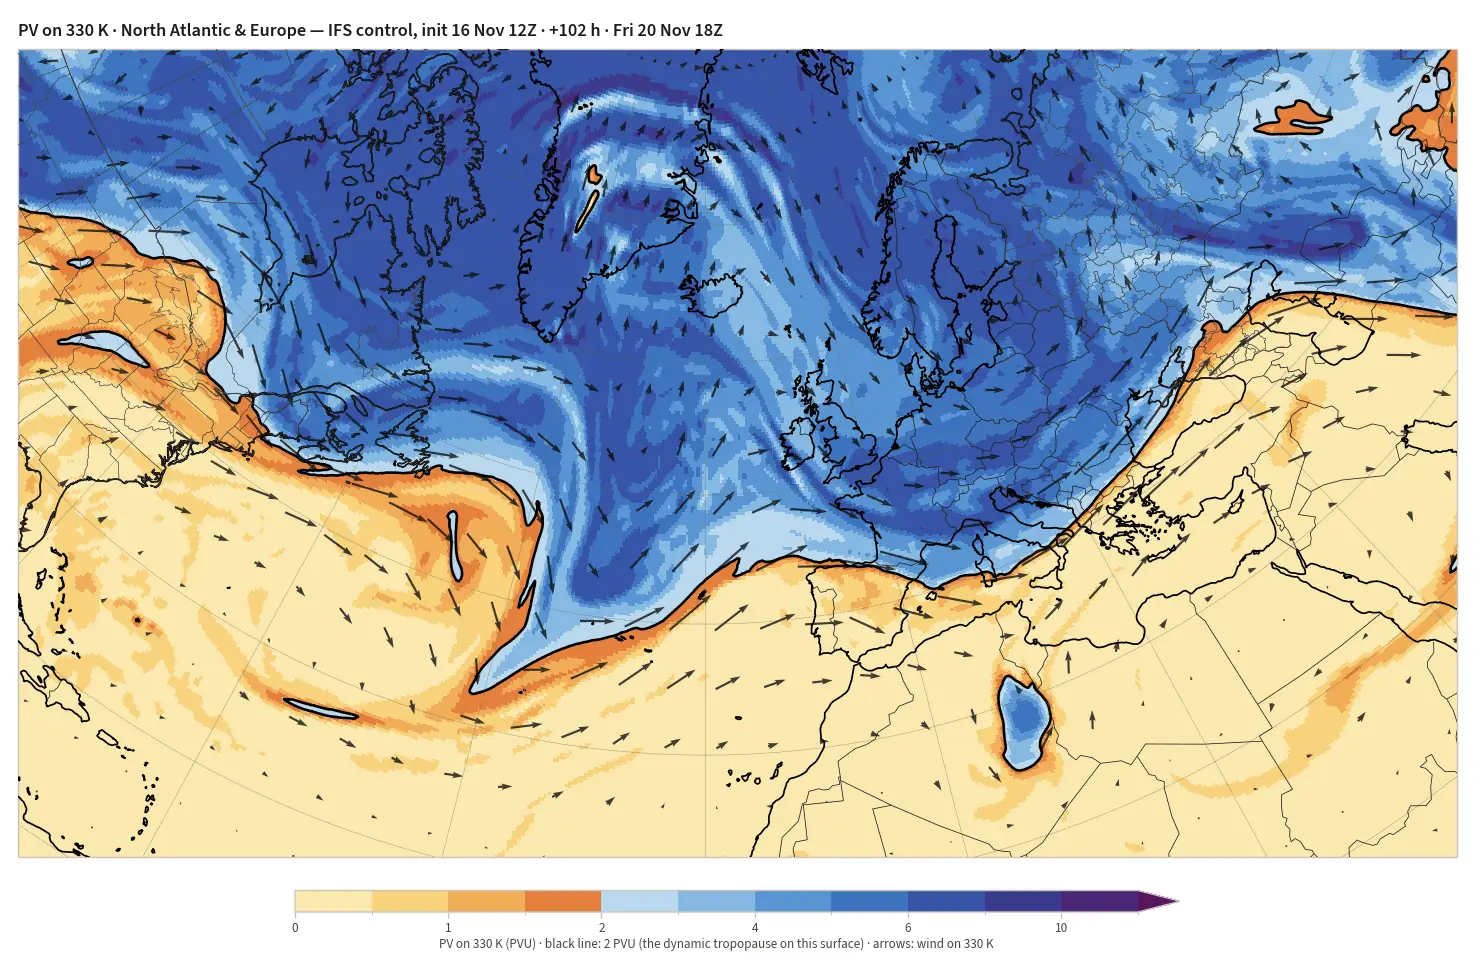 PV on 330 K · North Atlantic & Europe — IFS control, init 16 Nov 12Z · +102 h · Fri 20 Nov 18Z
0 1 2 4 6 10
PV on 330 K (PVU) · black line: 2 PVU (the dynamic tropopause on this surface) · arrows: wind on 330 K